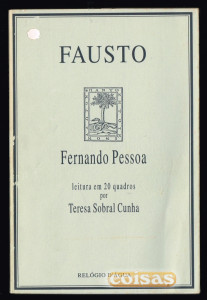 FAUSTO
Fernando Pessoa
leitura em 20 quadros
por
Teresa Sobral Cunha
RELÓGIO D'ÁGUA
coisas